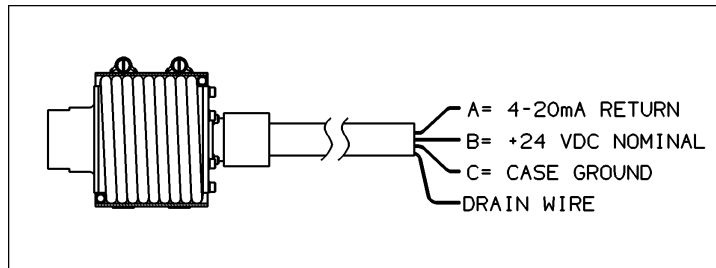 A= 4-20mA RETURN
B= +24 VDC NOMINAL
C= CASE GROUND
DRAIN WIRE